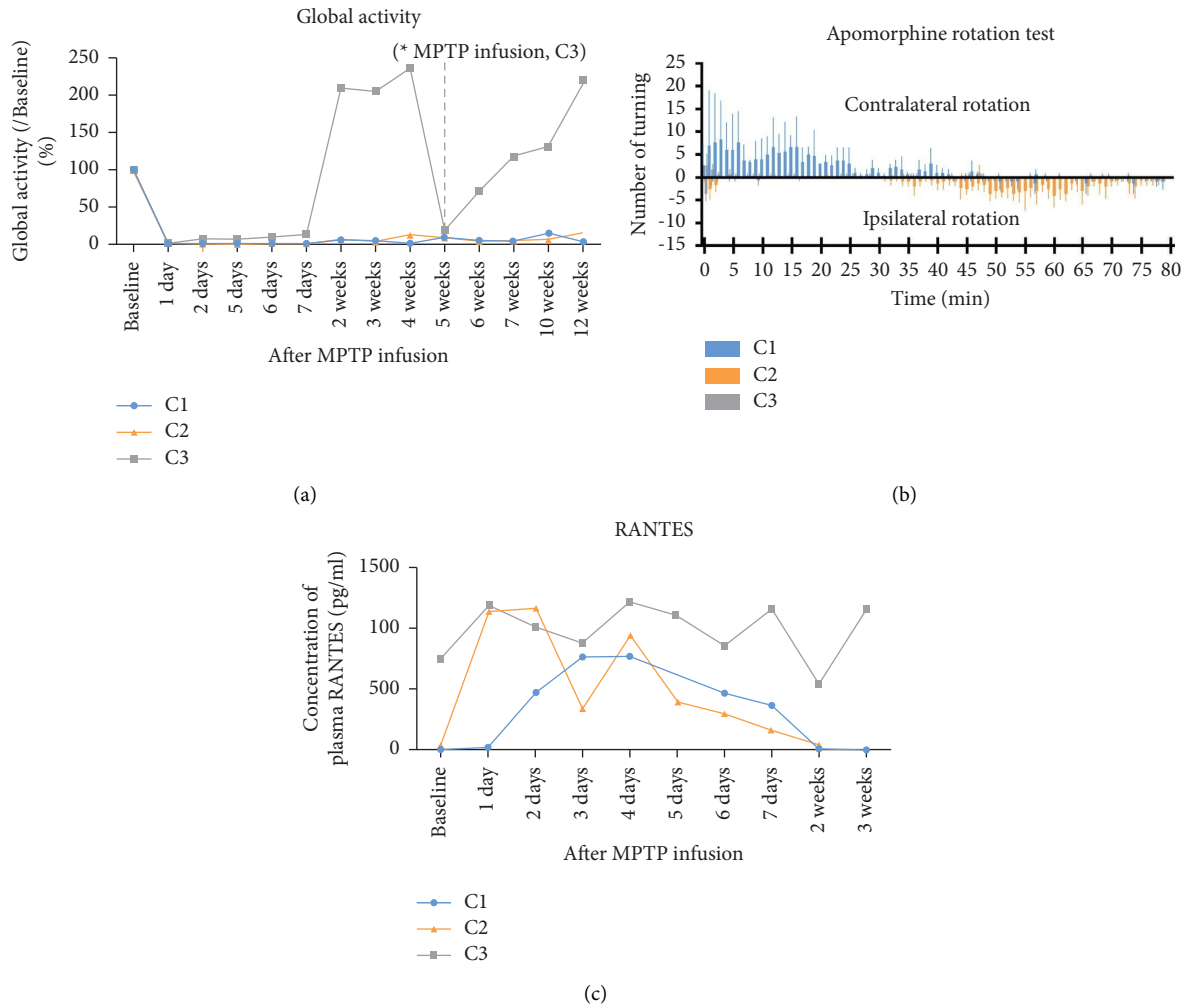 Global activity
(* MPTP infusion, C3)
Global activity (/Baseline)
(%)
250
200
150
100
50
0
Baseline
1 day
2 days
5 days
6 days
7 days
2 weeks
3 weeks
4 weeks
5 weeks
6 weeks
7 weeks
10 weeks
12 weeks
After MPTP infusion
C1
C2
C3
(a)
Apomorphine rotation test
Number of turning
25
20
15
10
5
0
-5
-10
-15
Contralateral rotation
Ipsilateral rotation
0 5 10 15 20 25 30 35 40 45 50 55 60 65 70 75 80
Time (min)
C1
C2
C3
(b)
RANTES
Concentration of
plasma RANTES (pg/ml)
1500
100
500
0
Baseline
1 day
2 days
3 days
4 days
5 days
6 days
7 days
2 weeks
3 weeks
After MPTP infusion
C1
C2
C3
(c)